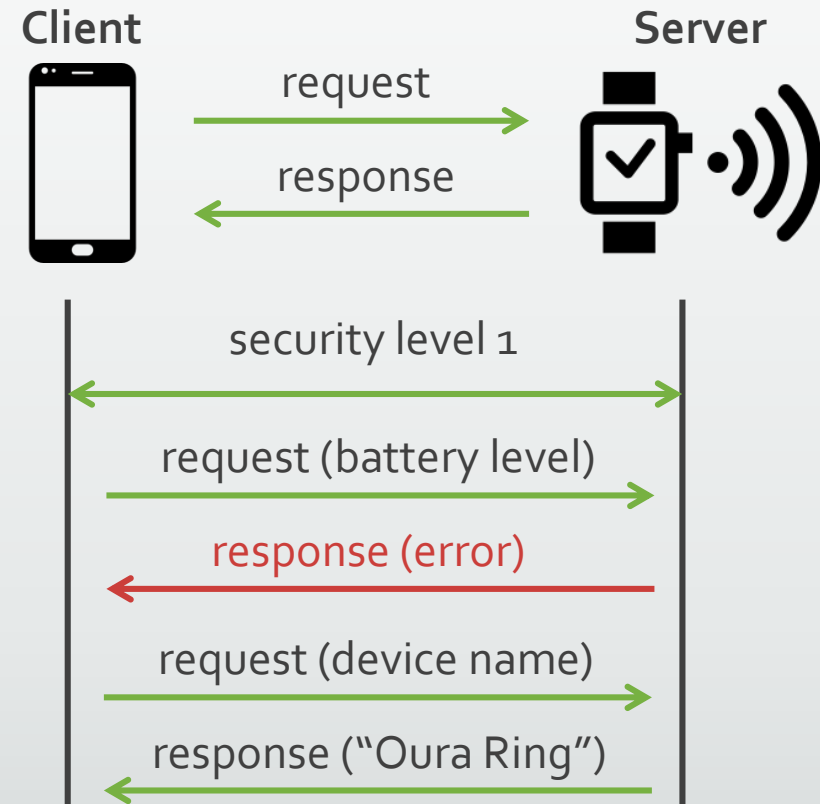 Client
Server
request
response
security level 1
request (battery level)
response (error)
request (device name)
response (“Oura Ring”)